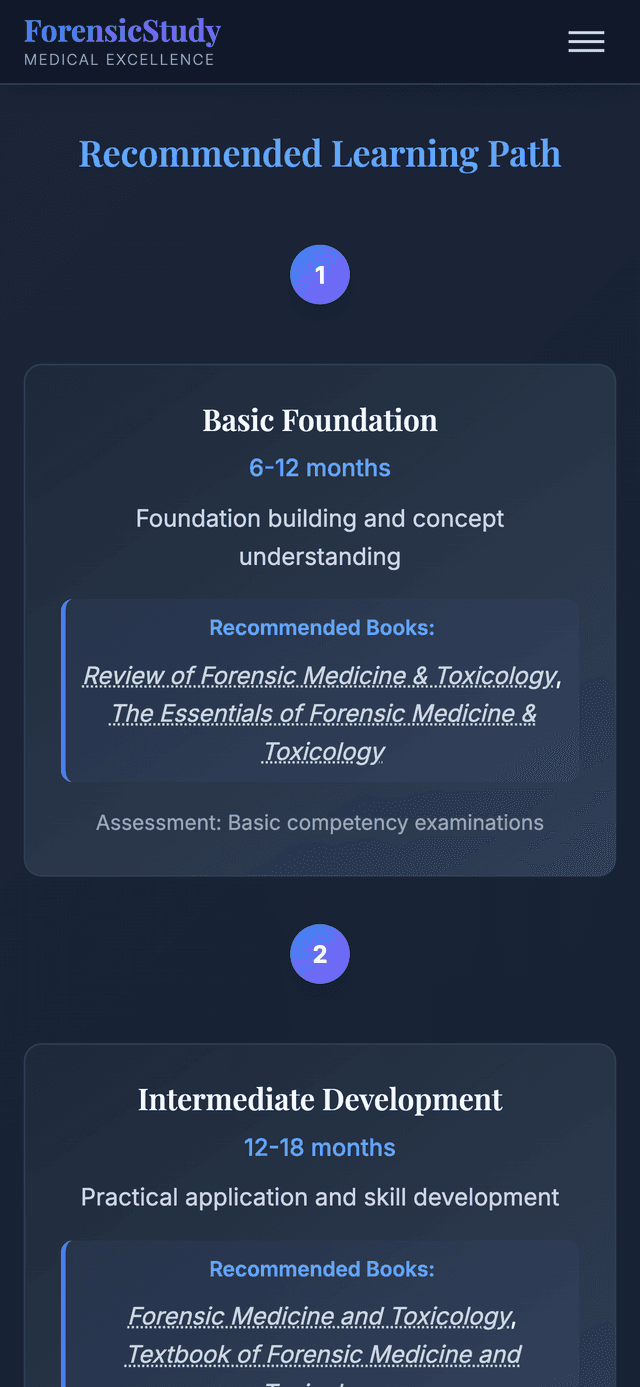 ForensicStudy
MEDICAL EXCELLENCE
Recommended Learning Path
1
Basic Foundation
6-12 months
Foundation building and concept
understanding
Recommended Books:
Review of Forensic Medicine & Toxicology,
The Essentials of Forensic Medicine &
Toxicology
Assessment: Basic competency examinations
2
Intermediate Development
12-18 months
Practical application and skill development
Recommended Books:
Forensic Medicine and Toxicology,
Textbook of Forensic Medicine and